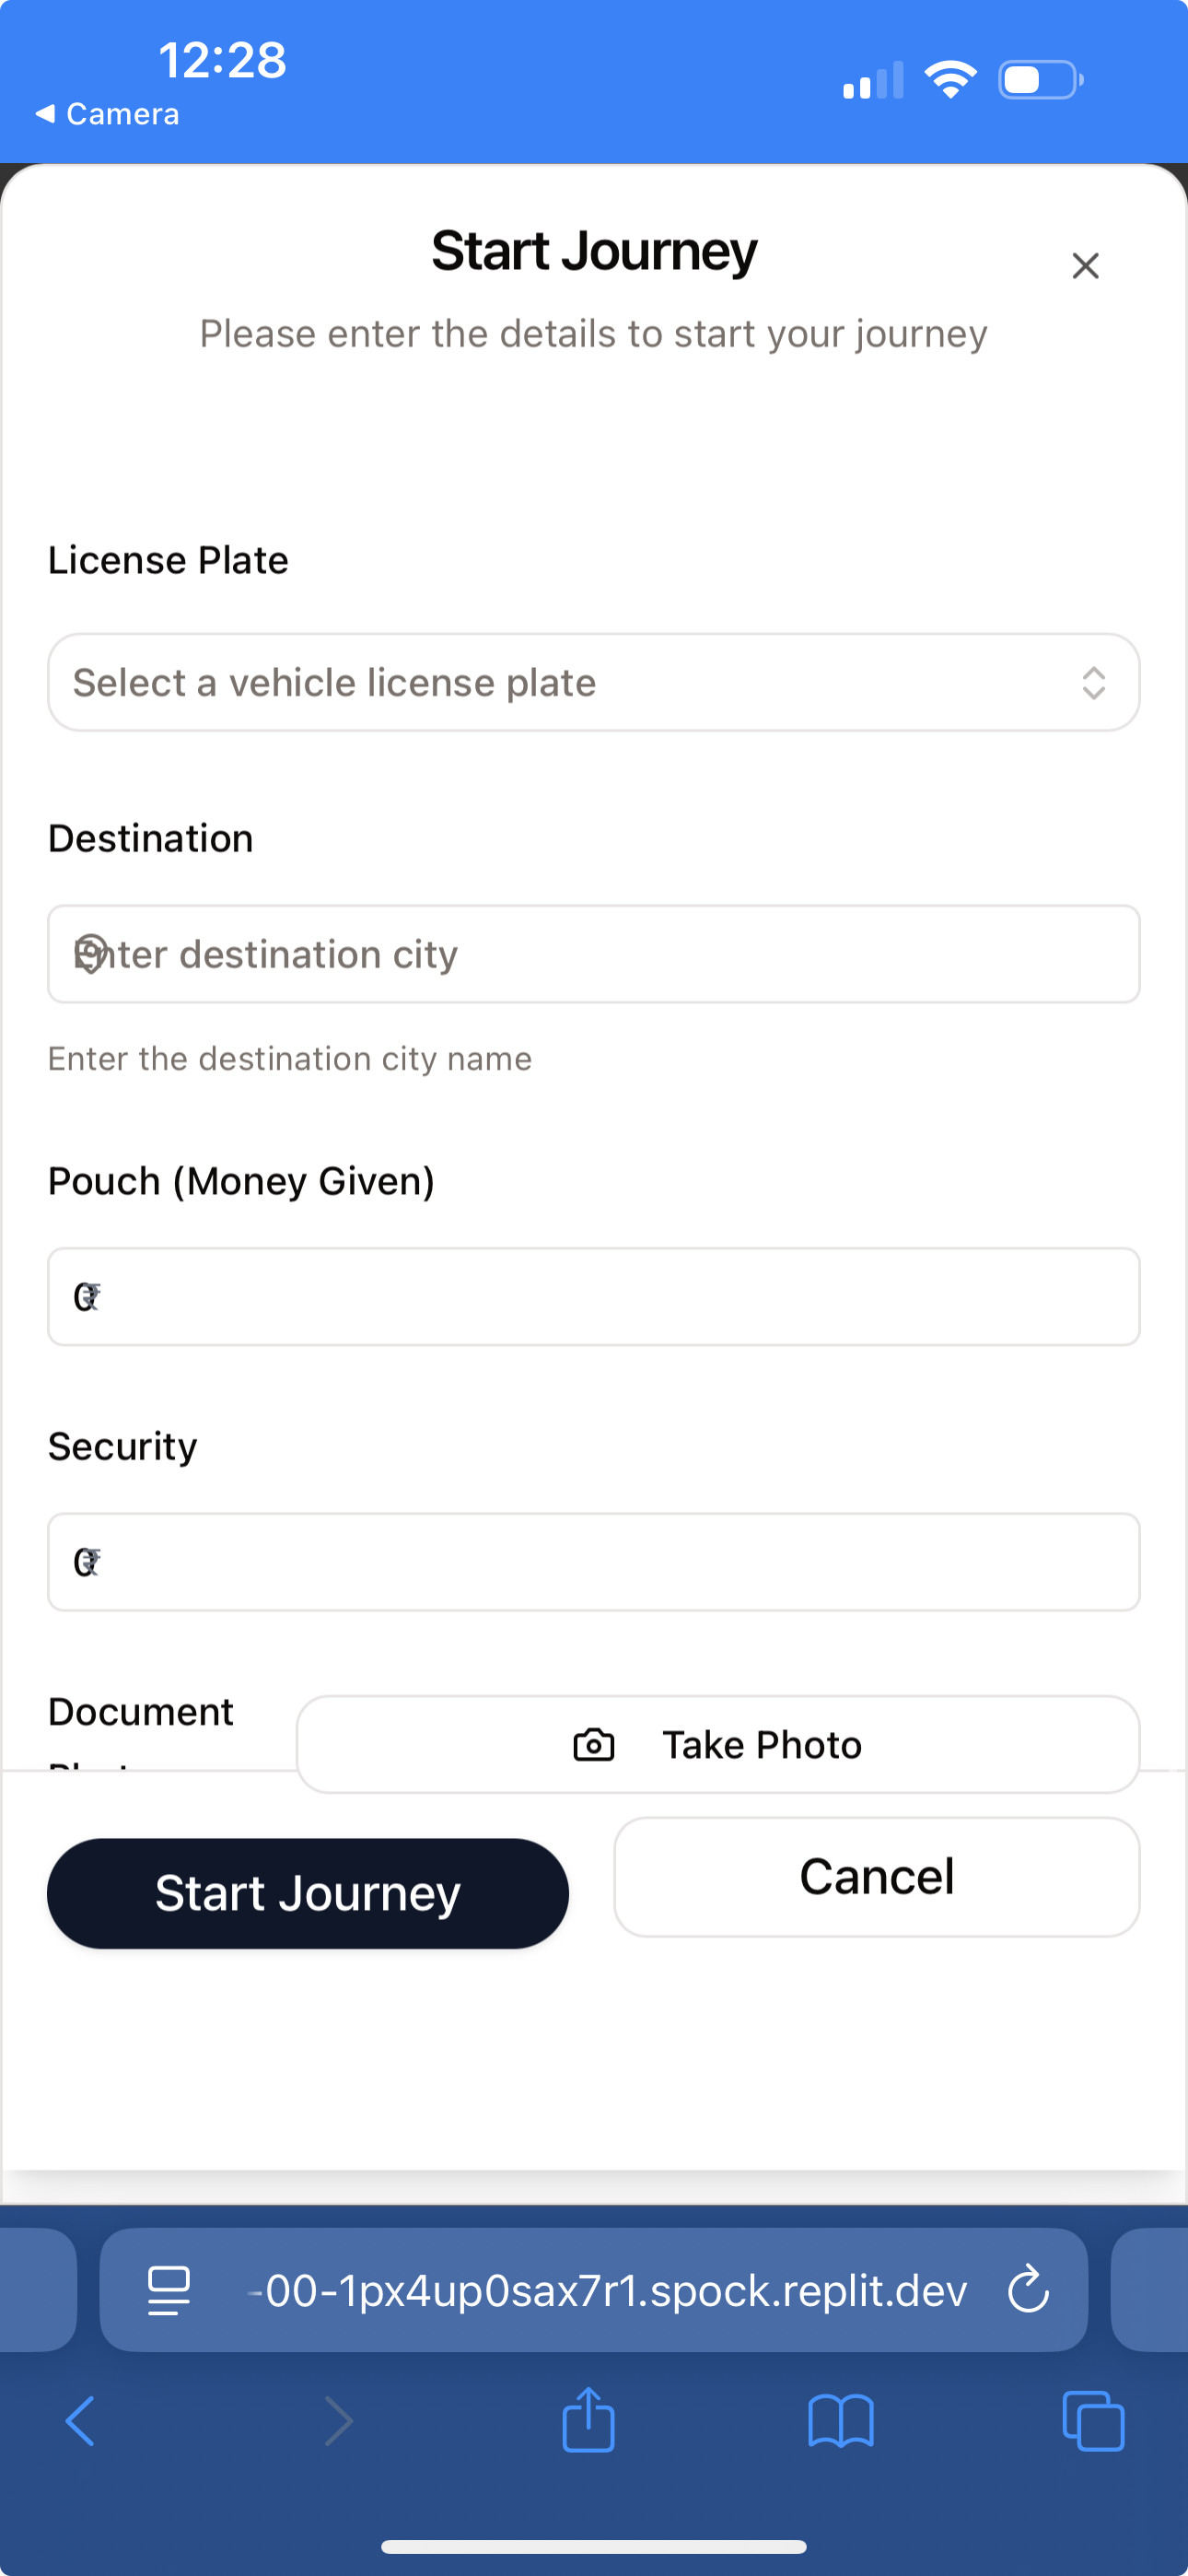 12:28
Camera
Start Journey
Please enter the details to start your journey
License Plate
Select a vehicle license plate
Destination
Enter destination city
Enter the destination city name
Pouch (Money Given)
₹ 0
Security
₹ 0
Document
Take Photo
Start Journey
Cancel
-00-1px4up0sax7r1.spock.replit.dev